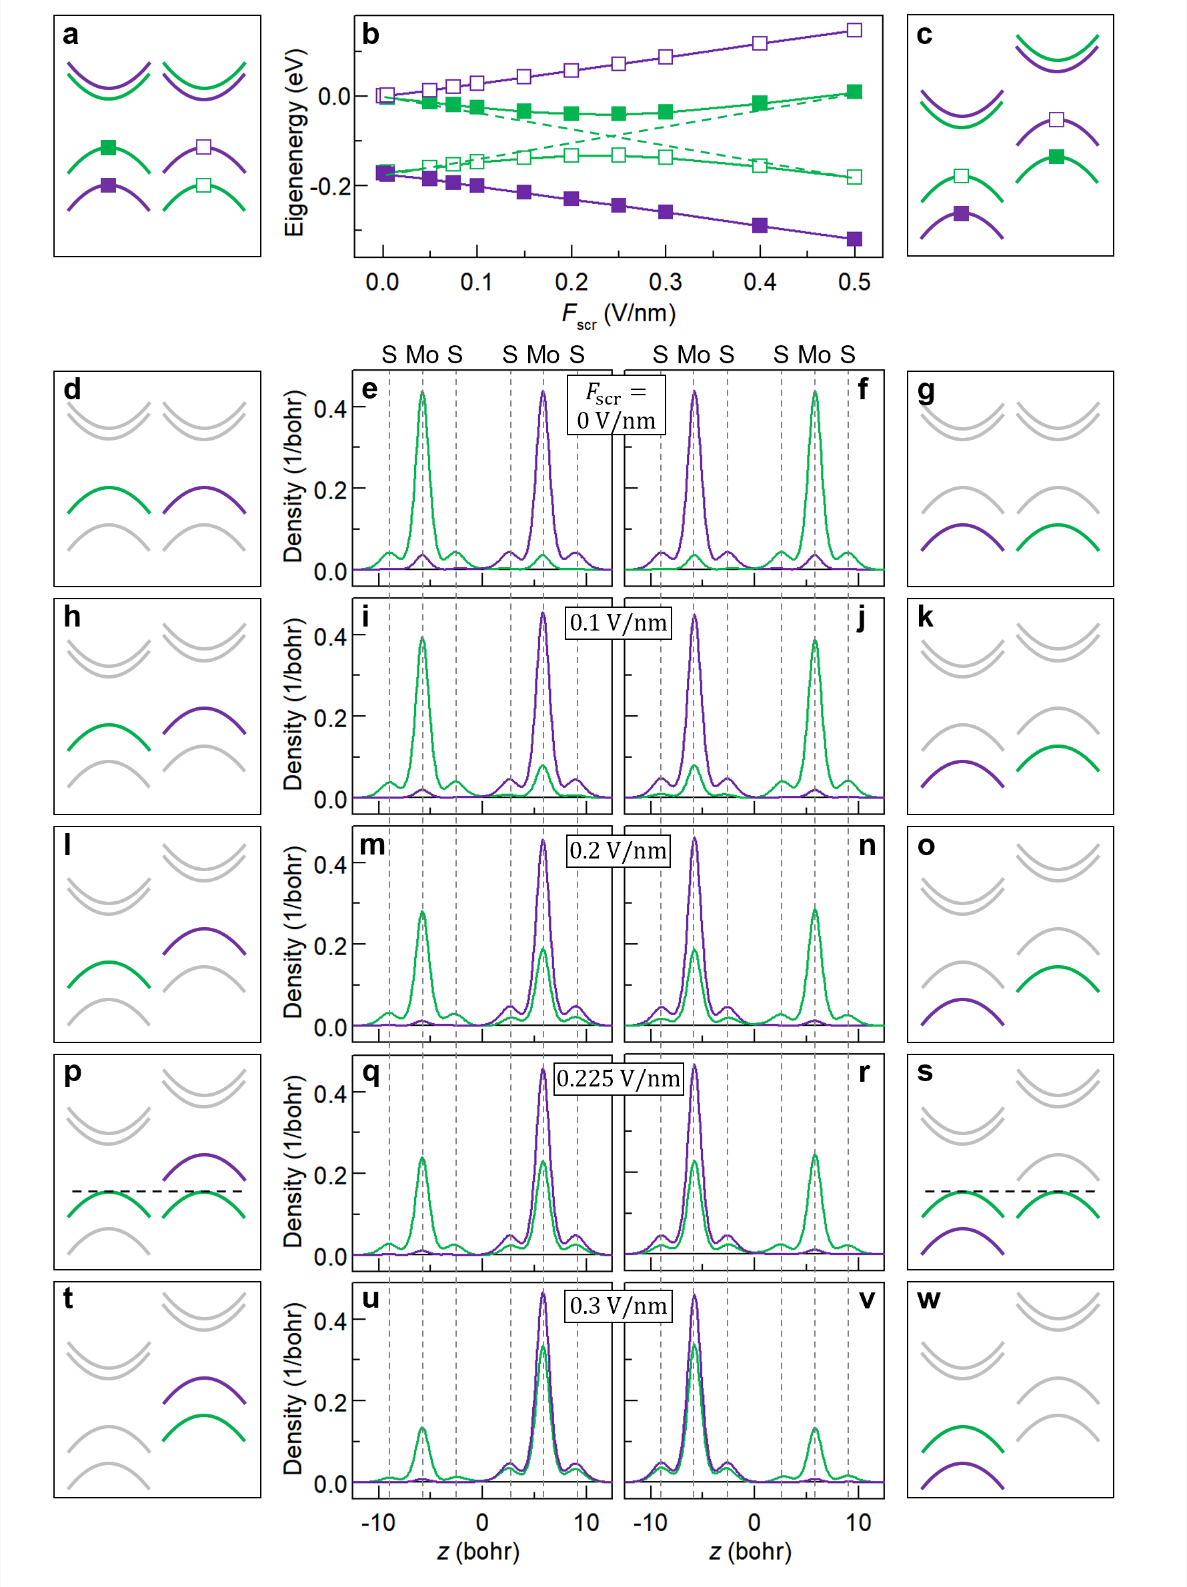 a
b
c
Eigenenergy (eV)
0.0
-0.2
0.0 0.1 0.2 0.3 0.4 0.5
Fscr (V/nm)
S Mo S S Mo S S Mo S S Mo S
d
e
Fscr =
0 V/nm
f
g
Density (1/bohr)
0.4
0.2
0.0
h
i
0.1 V/nm
j
k
Density (1/bohr)
0.4
0.2
0.0
l
m
0.2 V/nm
n
o
Density (1/bohr)
0.4
0.2
0.0
p
q
0.225 V/nm
r
s
Density (1/bohr)
0.4
0.2
0.0
t
u
0.3 V/nm
v
w
Density (1/bohr)
0.4
0.2
0.0
-10 0 10 -10 0 10
z (bohr) z (bohr)